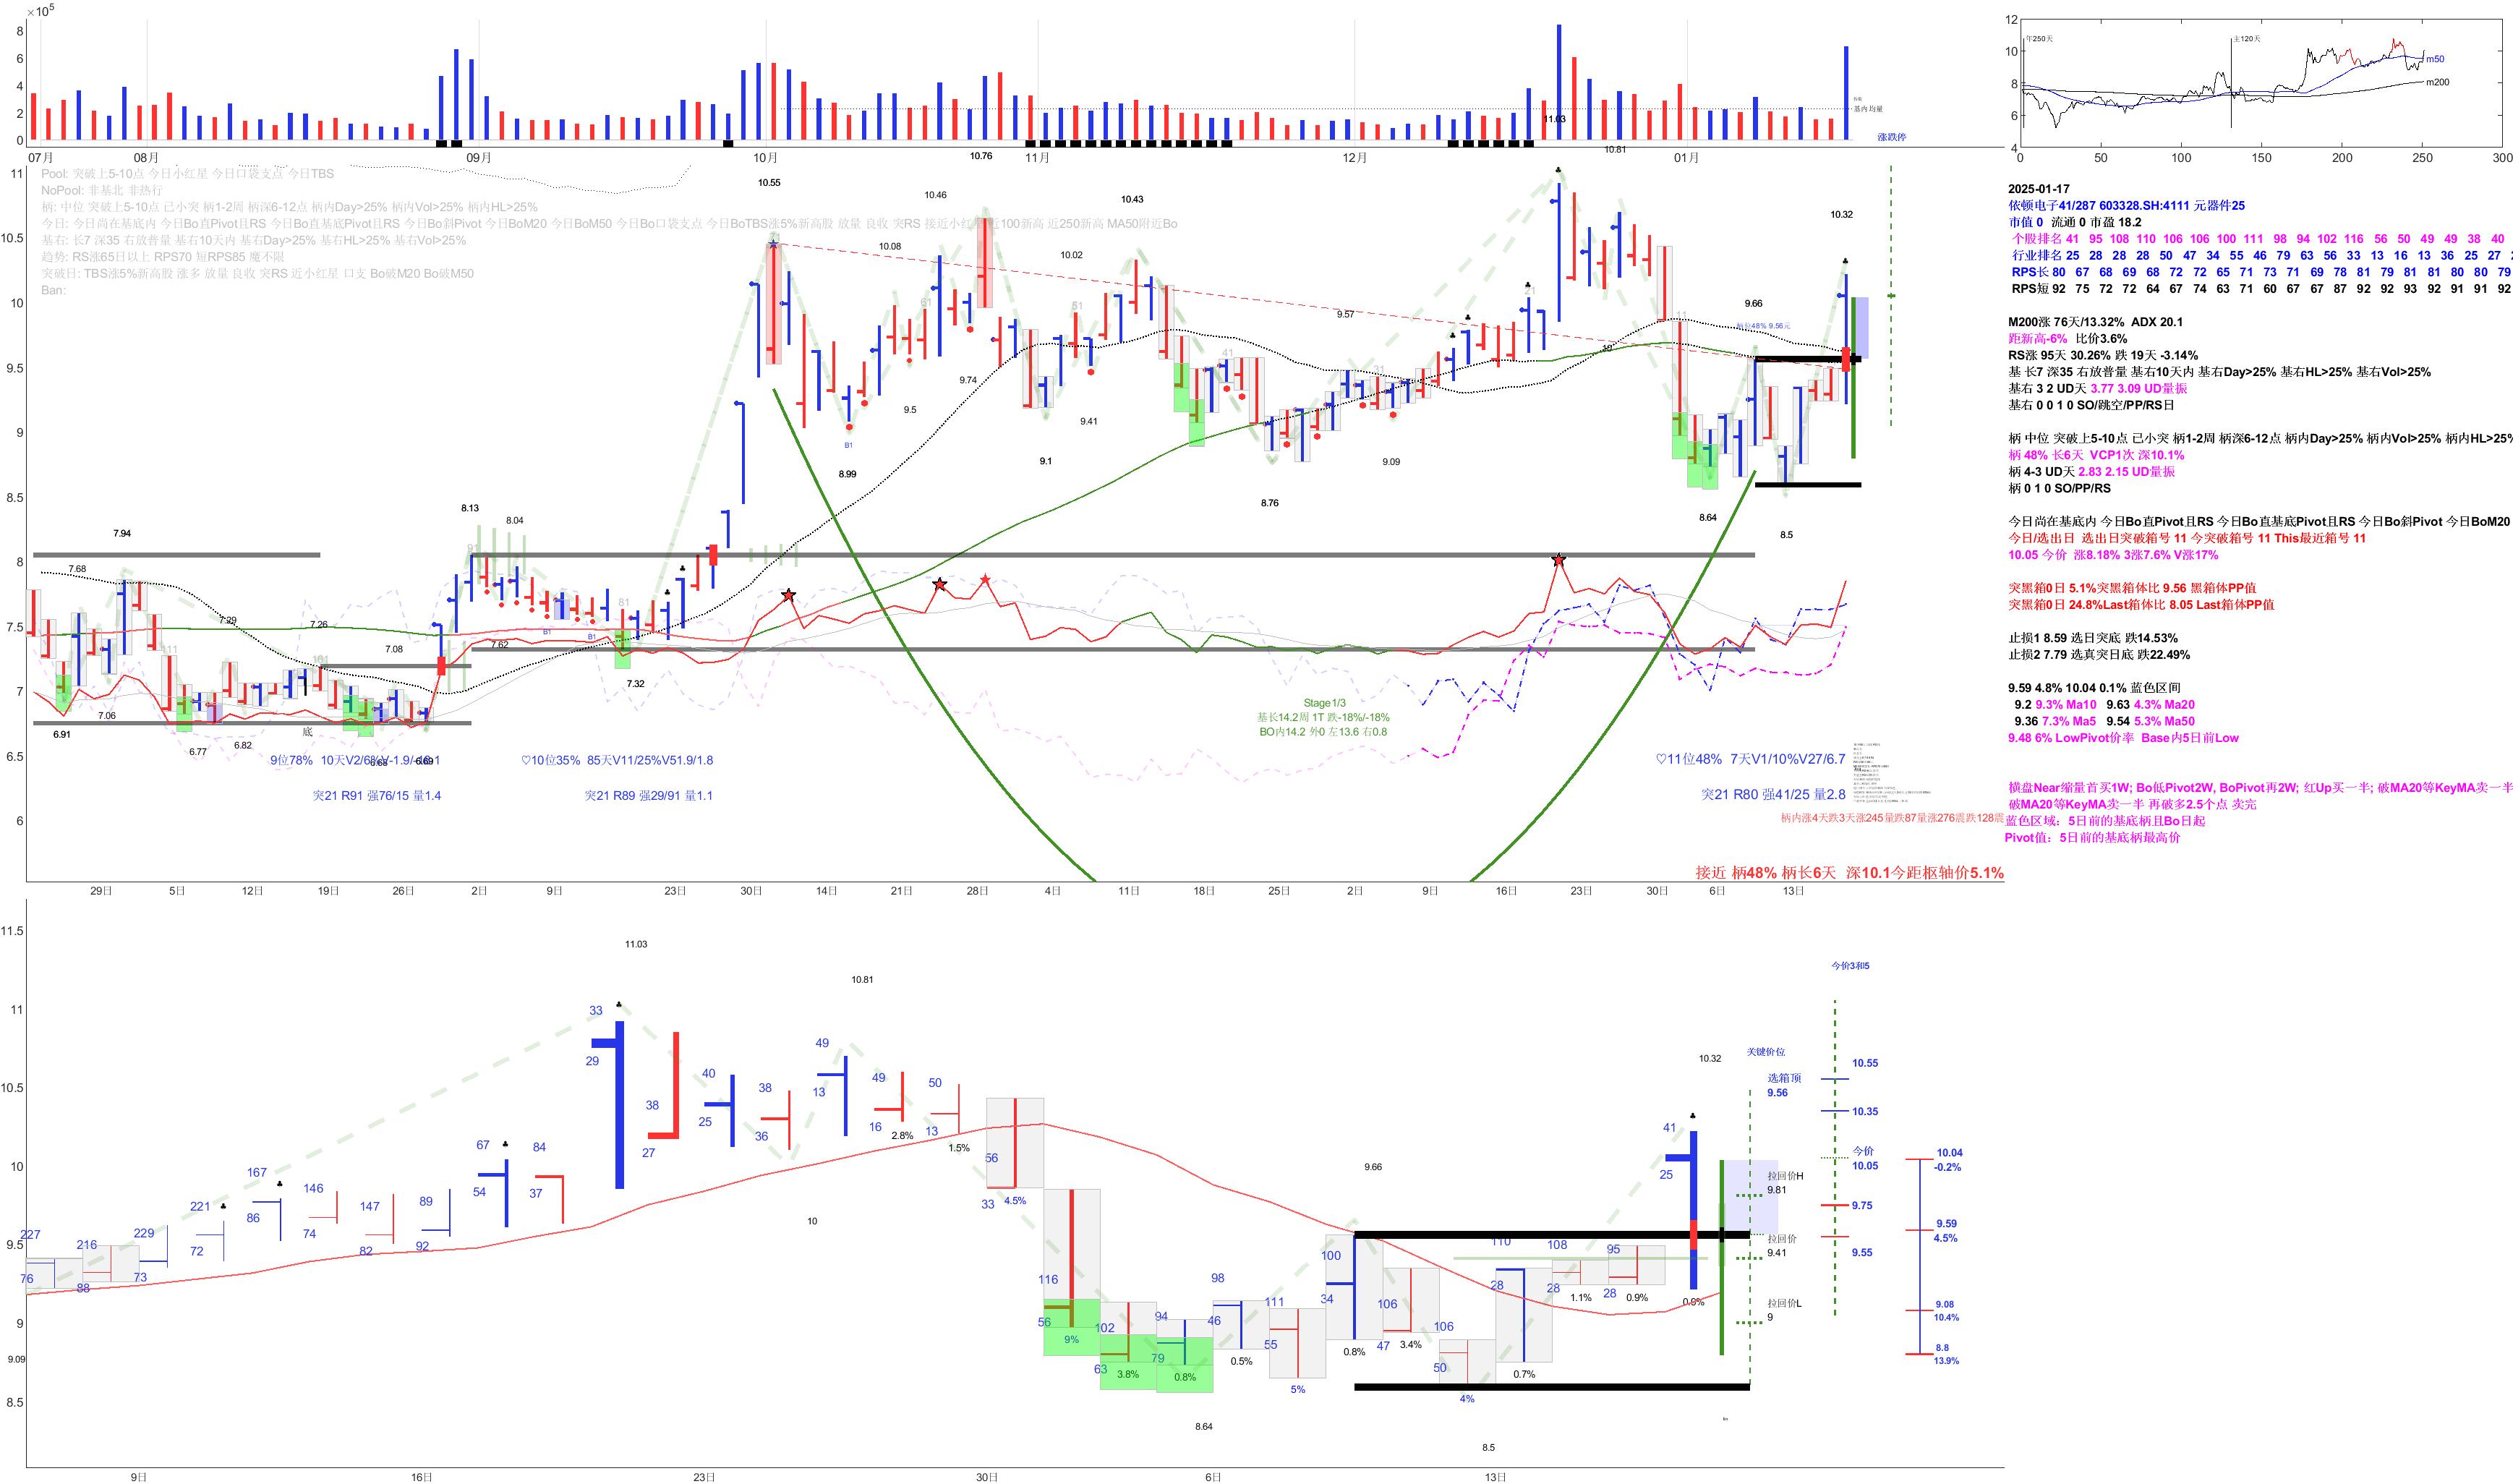 ×10⁵
8
6
4
2
0
11.03
基内均量
涨跌停
07月 08月 09月 10月 10.76 11月 12月 10.81 01月
12
10
8
6
4
年250天
主120天
m50
m200
0 50 100 150 200 250 300
Pool: 突破上5-10点 今日小红星 今日口袋支点 今日TBS
NoPool: 非基北 非热行
柄: 中位 突破上5-10点 已小突 柄1-2周 柄深6-12点 柄内Day>25% 柄内Vol>25% 柄内HL>25%
今日: 今日尚在基底内 今日Bo直Pivot且RS 今日Bo直基底Pivot且RS 今日Bo斜Pivot 今日BoM20 今日BoM50 今日Bo口袋支点 今日BoTBS涨5%新高股 放量 良收 突RS 接近小红星 近100新高 近250新高 MA50附近Bo
基右: 长7 深35 右放普量 基右10天内 基右Day>25% 基右HL>25% 基右Vol>25%
趋势: RS涨65日以上 RPS70 短RPS85 魔不限
突破日: TBS涨5%新高股 涨多 放量 良收 突RS 近小红星 口支 Bo破M20 Bo破M50
Ban:
11
10.5
10
9.5
9
8.5
8
7.5
7
6.5
6
10.55
10.46
10.43
10.32
10.08
10.02
9.66
柄位48% 9.56元
9.57
9.74
9.5
9.41
9.1
9.09
8.99
8.76
8.64
8.5
B1
8.13
8.04
7.94
7.68
7.29
7.26
7.08
7.62
7.32
7.06
6.91
6.77
6.82
6.69
底
B1
B1
61
51
41
31
21
11
91
81
101
111
Stage1/3
基长14.2周 1T 跌-18%/-18%
BO内14.2 外0 左13.6 右0.8
突21 R91 强76/15 量1.4
♡10位35% 85天V11/25%V51.9/1.8
突21 R89 强29/91 量1.1
♡11位48% 7天V1/10%V27/6.7
突21 R80 强41/25 量2.8
柄内涨4天跌3天涨245量跌87量涨276震跌128震
接近 柄48% 柄长6天 深10.1今距枢轴价5.1%
29日 5日 12日 19日 26日 2日 9日 23日 30日 14日 21日 28日 4日 11日 18日 25日 2日 9日 16日 23日 30日 6日 13日
2025-01-17
依顿电子41/287 603328.SH:4111 元器件25
市值 0 流通 0 市盈 18.2
个股排名 41 95 108 110 106 106 100 111 98 94 102 116 56 50 49 49 38 40
行业排名 25 28 28 28 50 47 34 55 46 79 63 56 33 13 16 13 36 25 27
RPS长 80 67 68 69 68 72 72 65 71 73 71 69 78 81 79 81 81 80 80 79
RPS短 92 75 72 72 64 67 74 63 71 60 67 67 87 92 92 93 92 91 91 92
M200涨 76天/13.32% ADX 20.1
距新高-6% 比价3.6%
RS涨 95天 30.26% 跌 19天 -3.14%
基 长7 深35 右放普量 基右10天内 基右Day>25% 基右HL>25% 基右Vol>25%
基右 3 2 UD天 3.77 3.09 UD量振
基右 0 0 1 0 SO/跳空/PP/RS日
柄 中位 突破上5-10点 已小突 柄1-2周 柄深6-12点 柄内Day>25% 柄内Vol>25% 柄内HL>25%
柄 48% 长6天 VCP1次 深10.1%
柄 4-3 UD天 2.83 2.15 UD量振
柄 0 1 0 SO/PP/RS
今日尚在基底内 今日Bo直Pivot且RS 今日Bo直基底Pivot且RS 今日Bo斜Pivot 今日BoM20
今日/选出日 选出日突破箱号 11 今突破箱号 11 This最近箱号 11
10.05 今价 涨8.18% 3涨7.6% V涨17%
突黑箱0日 5.1%突黑箱体比 9.56 黑箱体PP值
突黑箱0日 24.8%Last箱体比 8.05 Last箱体PP值
止损1 8.59 选日突底 跌14.53%
止损2 7.79 选真突日底 跌22.49%
9.59 4.8% 10.04 0.1% 蓝色区间
9.2 9.3% Ma10 9.63 4.3% Ma20
9.36 7.3% Ma5 9.54 5.3% Ma50
9.48 6% LowPivot价率 Base内5日前Low
横盘Near缩量首买1W; Bo低Pivot2W, BoPivot再2W; 红Up买一半; 破MA20等KeyMA卖一半
破MA20等KeyMA卖一半 再破多2.5个点 卖完
蓝色区域：5日前的基底柄且Bo日起
Pivot值：5日前的基底柄最高价
11.5
11
10.5
10
9.5
9
9.09
8.5
11.03
10.81
10.32
10
9.66
8.64
8.5
227 76
216 88
229 73
221 72
167 86
146 74
147 82
89 92
67 54
84 37
33 29
38 27
40 25
38 36
49 13
49 16 2.8%
50 13 1.5%
56 33 4.5%
116 56 9%
102 63 3.8%
94 79 0.8%
98 46 0.5%
111 55 5%
100 34 0.8%
106 47 3.4%
106 50 4%
110 28 0.7%
108 28 1.1%
95 28 0.9%
41 25
今价3和5
关键价位
选箱顶
9.56
拉回价H
9.81
拉回价
9.41
拉回价L
9
10.55
10.35
今价
10.05
9.75
9.55
10.04
-0.2%
9.59
4.5%
9.08
10.4%
8.8
13.9%
9日 16日 23日 30日 6日 13日